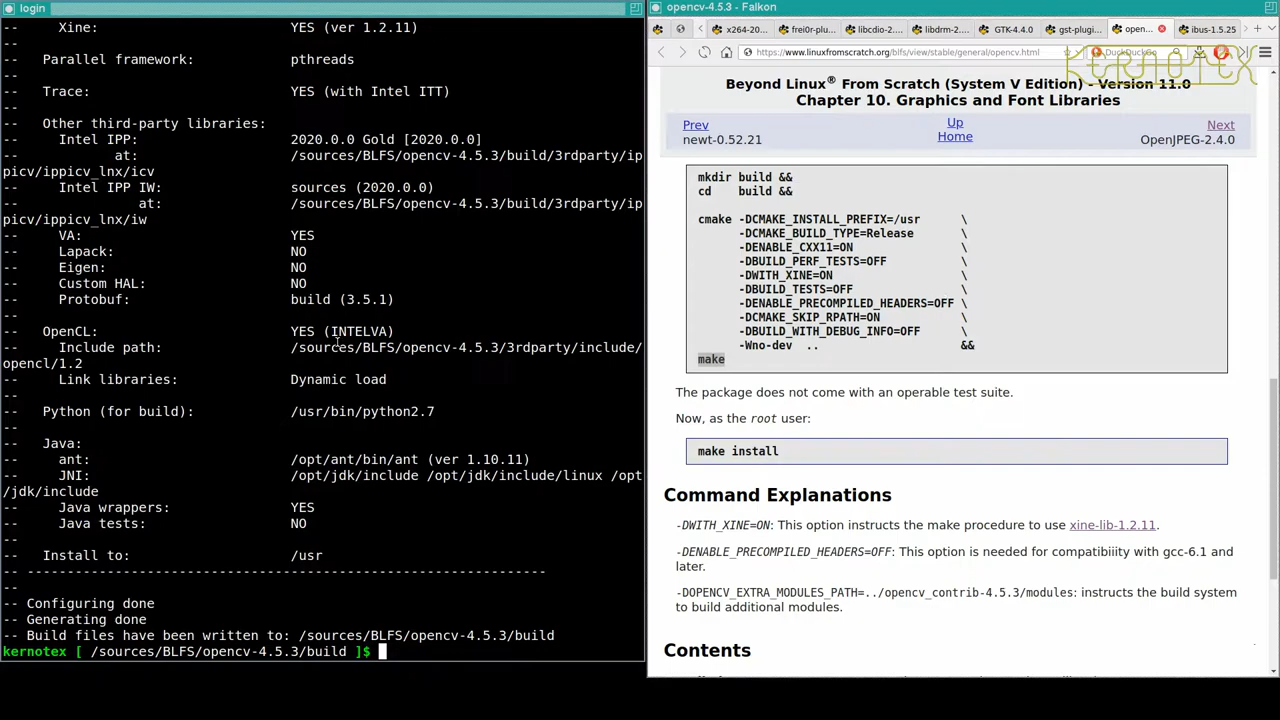 login
--     Xine:                      YES (ver 1.2.11)
--
--   Parallel framework:          pthreads
--
--   Trace:                       YES (with Intel ITT)
--
--   Other third-party libraries:
--     Intel IPP:                 2020.0.0 Gold [2020.0.0]
--            at:                 /sources/BLFS/opencv-4.5.3/build/3rdparty/ip
picv/ippicv_lnx/icv
--     Intel IPP IW:              sources (2020.0.0)
--               at:              /sources/BLFS/opencv-4.5.3/build/3rdparty/ip
picv/ippicv_lnx/iw
--     VA:                        YES
--     Lapack:                    NO
--     Eigen:                     NO
--     Custom HAL:                NO
--     Protobuf:                  build (3.5.1)
--
--   OpenCL:                      YES (INTELVA)
--     Include path:              /sources/BLFS/opencv-4.5.3/3rdparty/include/
opencl/1.2
--     Link libraries:            Dynamic load
--
--   Python (for build):          /usr/bin/python2.7
--
--   Java:
--     ant:                       /opt/ant/bin/ant (ver 1.10.11)
--     JNI:                       /opt/jdk/include /opt/jdk/include/linux /opt
/jdk/include
--     Java wrappers:             YES
--     Java tests:                NO
--
--   Install to:                  /usr
-- -----------------------------------------------------------------
--
-- Configuring done
-- Generating done
-- Build files have been written to: /sources/BLFS/opencv-4.5.3/build
kernotex [ /sources/BLFS/opencv-4.5.3/build ]$
opencv-4.5.3 - Falkon
x264-20... frei0r-plu... libcdio-2.... libdrm-2.... GTK-4.4.0 gst-plugi... open... ibus-1.5.25
https://www.linuxfromscratch.org/blfs/view/stable/general/opencv.html DuckDuckGo
KERNOTEX
Beyond Linux® From Scratch (System V Edition) - Version 11.0
Chapter 10. Graphics and Font Libraries
Prev Up Next
newt-0.52.21 Home OpenJPEG-2.4.0
mkdir build &&
cd    build &&
cmake -DCMAKE_INSTALL_PREFIX=/usr      \
      -DCMAKE_BUILD_TYPE=Release       \
      -DENABLE_CXX11=ON                \
      -DBUILD_PERF_TESTS=OFF           \
      -DWITH_XINE=ON                   \
      -DBUILD_TESTS=OFF                \
      -DENABLE_PRECOMPILED_HEADERS=OFF \
      -DCMAKE_SKIP_RPATH=ON            \
      -DBUILD_WITH_DEBUG_INFO=OFF      \
      -Wno-dev  ..                     &&
make
The package does not come with an operable test suite.
Now, as the root user:
make install
Command Explanations
-DWITH_XINE=ON: This option instructs the make procedure to use xine-lib-1.2.11.
-DENABLE_PRECOMPILED_HEADERS=OFF: This option is needed for compatibiiity with gcc-6.1 and
later.
-DOPENCV_EXTRA_MODULES_PATH=../opencv_contrib-4.5.3/modules: instructs the build system
to build additional modules.
Contents